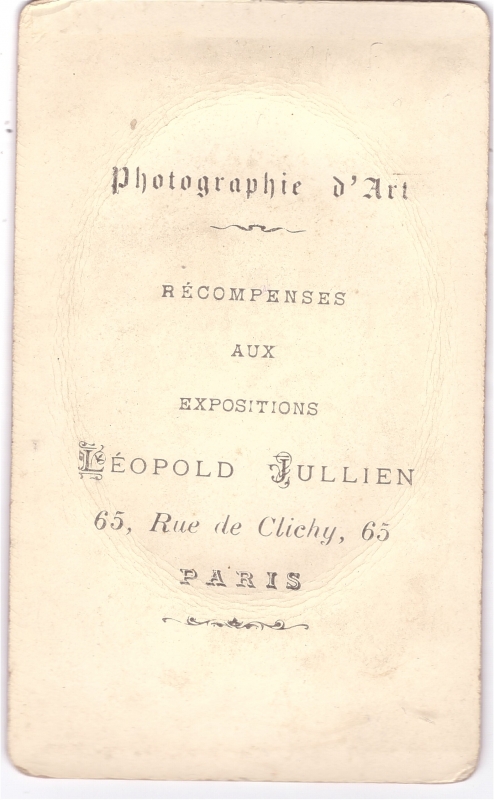 Photographie d'Art
RÉCOMPENSES
AUX
EXPOSITIONS
LÉOPOLD JULLIEN
65, Rue de Clichy, 65
PARIS